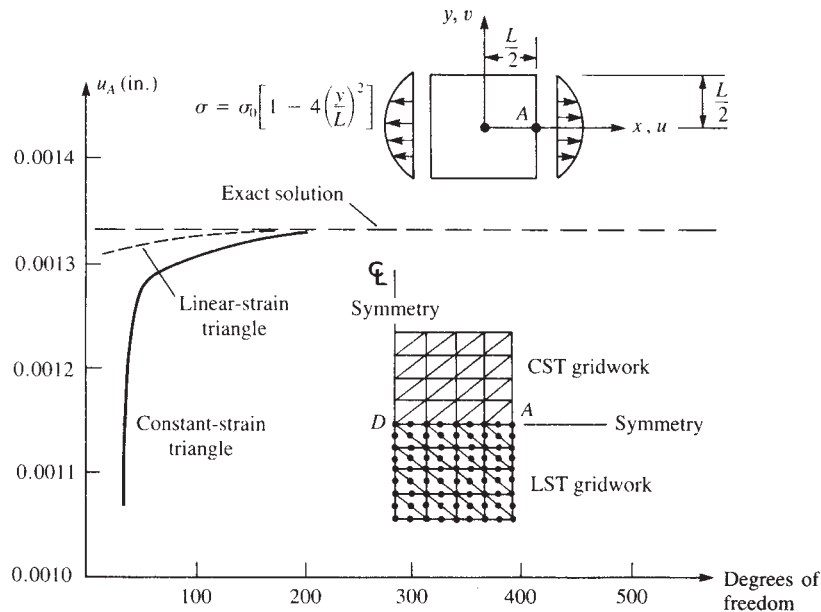 y, v
L
2
u_A (in.)
σ = σ₀[1 − 4(y/L)²]
A
x, u
L
2
0.0014
Exact solution
0.0013
℄
Symmetry
Linear-strain
triangle
0.0012
CST gridwork
Constant-strain
triangle
D
A
Symmetry
0.0011
LST gridwork
0.0010
100
200
300
400
500
Degrees of
freedom